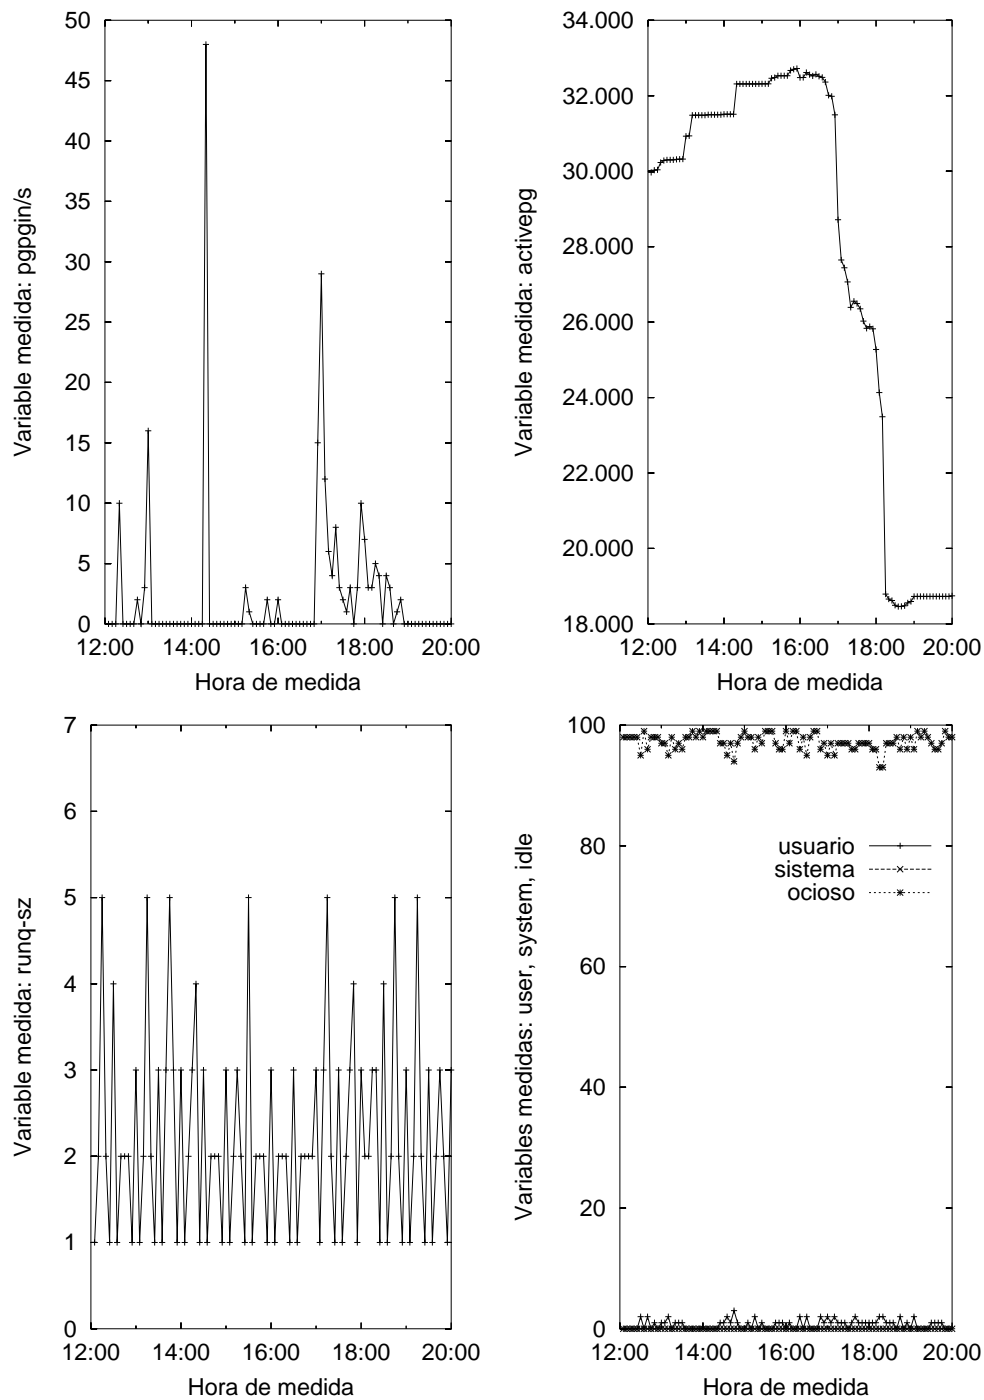 Variable medida: pgpgin/s
50
45
40
35
30
25
20
15
10
5
0
12:00 14:00 16:00 18:00 20:00
Hora de medida
Variable medida: activepg
34.000
32.000
30.000
28.000
26.000
24.000
22.000
20.000
18.000
12:00 14:00 16:00 18:00 20:00
Hora de medida
Variable medida: runq-sz
7
6
5
4
3
2
1
0
12:00 14:00 16:00 18:00 20:00
Hora de medida
Variables medidas: user, system, idle
100
80
60
40
20
0
usuario
sistema
ocioso
12:00 14:00 16:00 18:00 20:00
Hora de medida